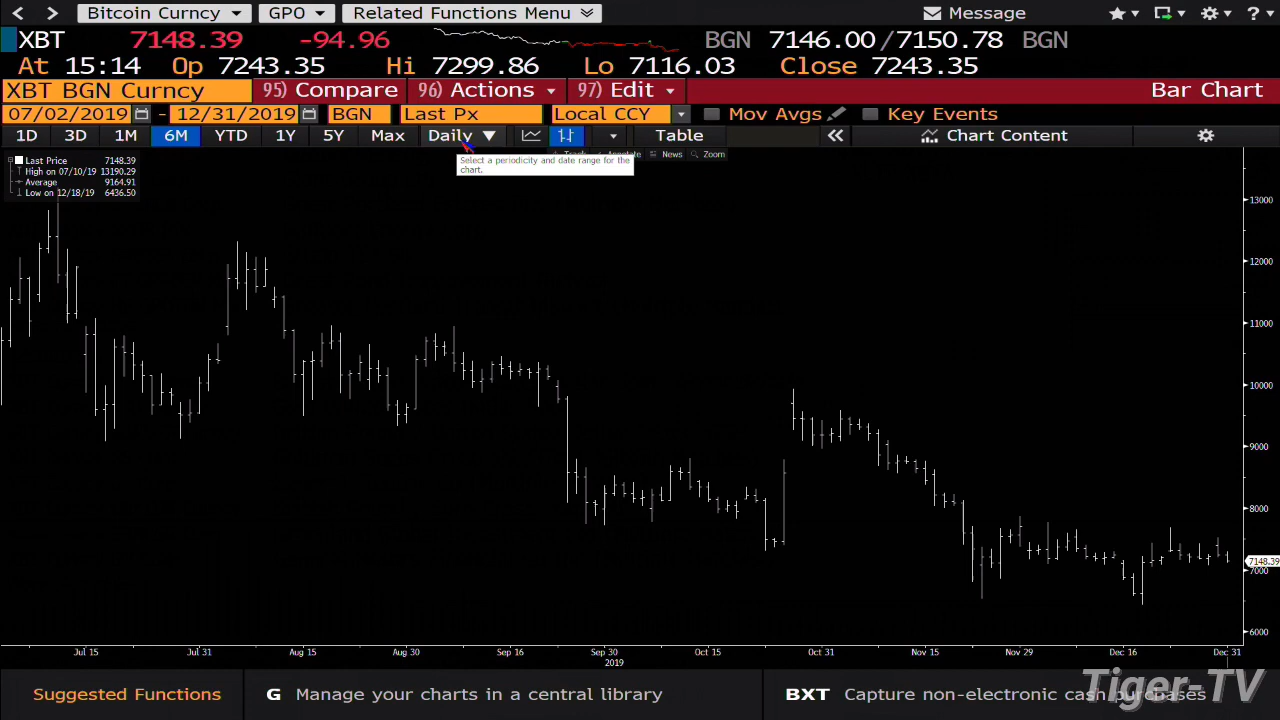 Bitcoin Curncy GPO Related Functions Menu Message ?
XBT 7148.39 -94.96 BGN 7146.00/7150.78 BGN
At 15:14 Op 7243.35 Hi 7299.86 Lo 7116.03 Close 7243.35
XBT BGN Curncy 95) Compare 96) Actions 97) Edit Bar Chart
07/02/2019 - 12/31/2019 BGN Last Px Local CCY Mov Avgs Key Events
1D 3D 1M 6M YTD 1Y 5Y Max Daily Table Chart Content
Track Annotate News Zoom
Select a periodicity and date range for the
chart.
Last Price 7148.39
High on 07/10/19 13190.29
Average 9164.91
Low on 12/18/19 6436.50
13000
12000
11000
10000
9000
8000
7148.39
7000
6000
Jul 15 Jul 31 Aug 15 Aug 30 Sep 16 Sep 30 Oct 15 Oct 31 Nov 15 Nov 29 Dec 16 Dec 31
2019
Suggested Functions G Manage your charts in a central library BXT Capture non-electronic cash purchases
Tiger-TV